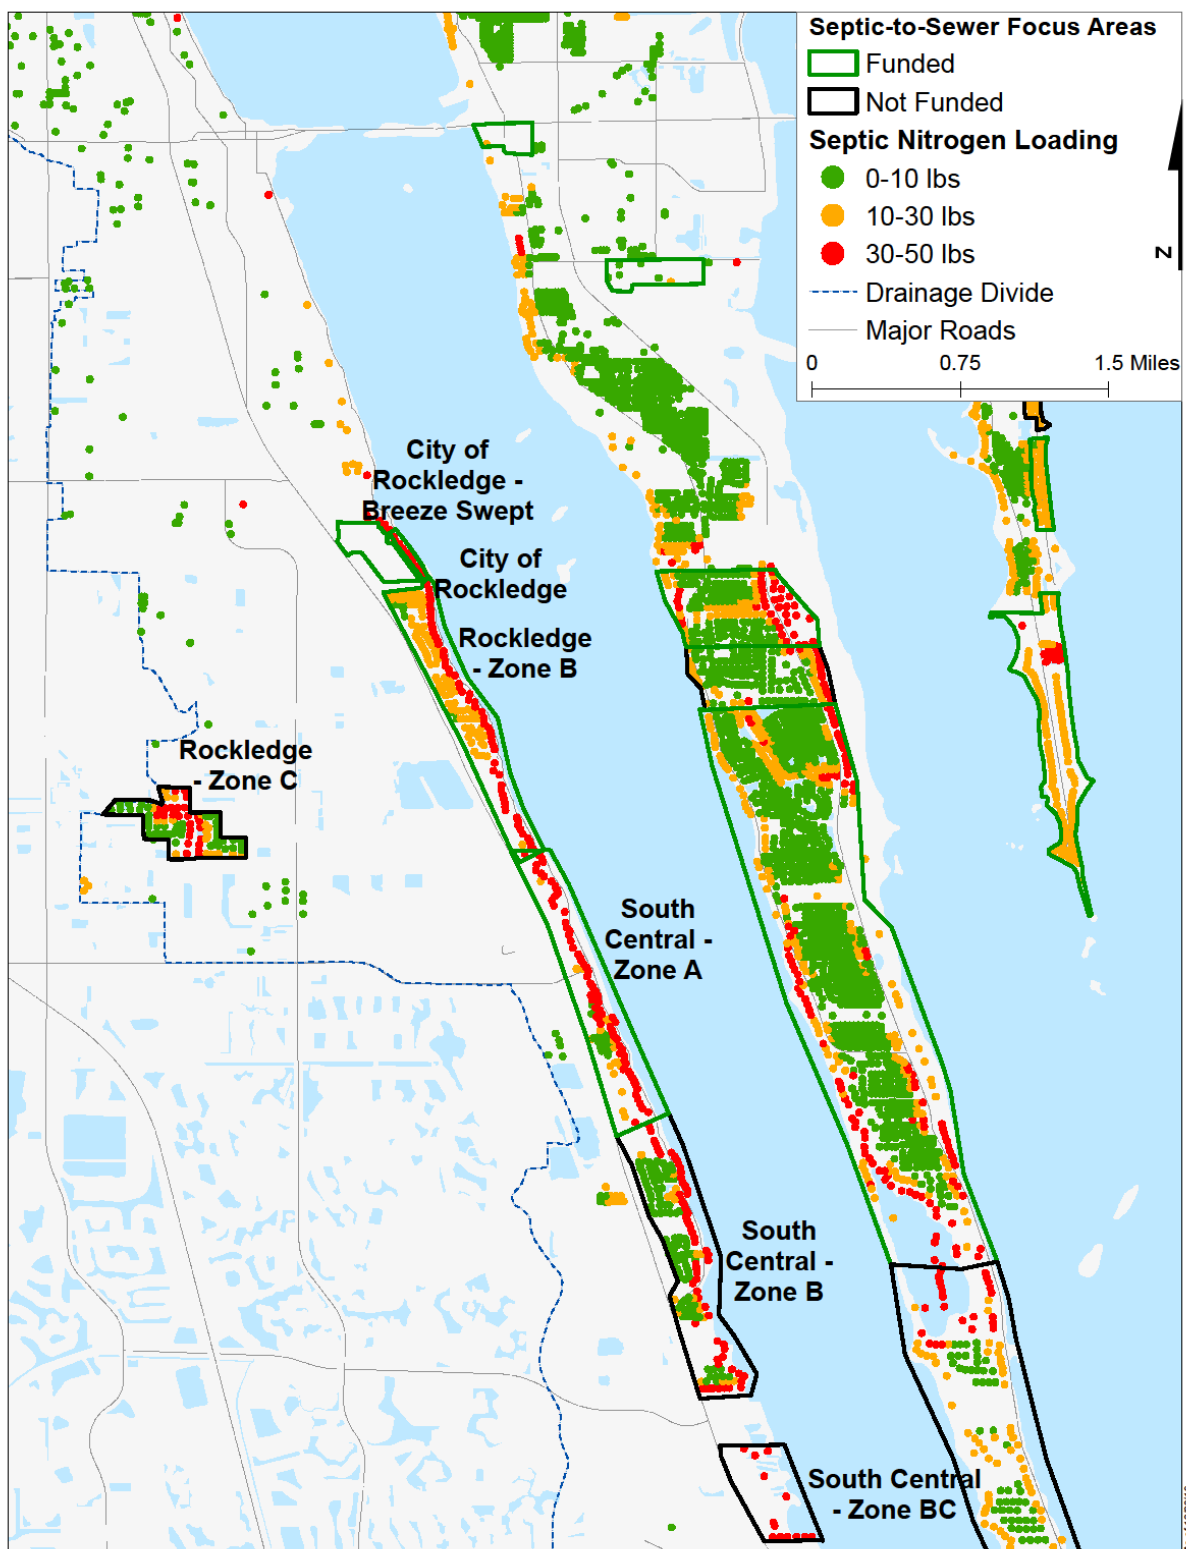 Septic-to-Sewer Focus Areas
Funded
Not Funded
Septic Nitrogen Loading
0-10 lbs
10-30 lbs
30-50 lbs
Drainage Divide
Major Roads
0 0.75 1.5 Miles
N
City of
Rockledge -
Breeze Swept
City of
Rockledge
Rockledge
- Zone B
Rockledge
- Zone C
South
Central -
Zone A
South
Central -
Zone B
South Central
- Zone BC